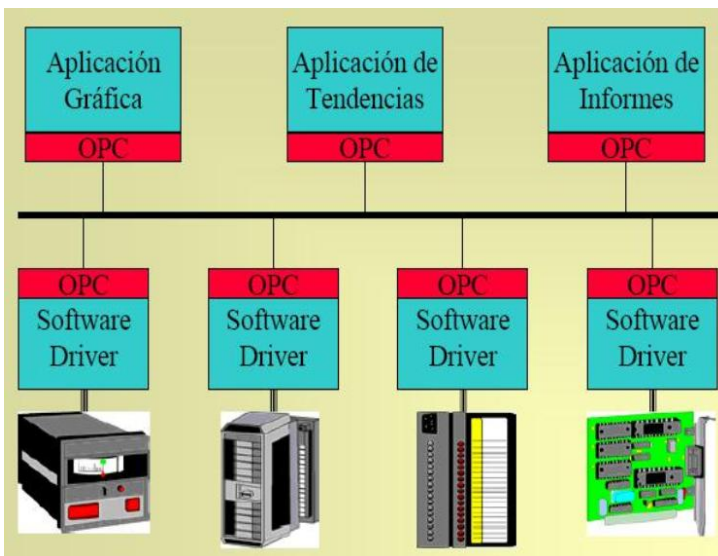 Aplicación
Gráfica
OPC
Aplicación de
Tendencias
OPC
Aplicación de
Informes
OPC
OPC
Software
Driver
OPC
Software
Driver
OPC
Software
Driver
OPC
Software
Driver